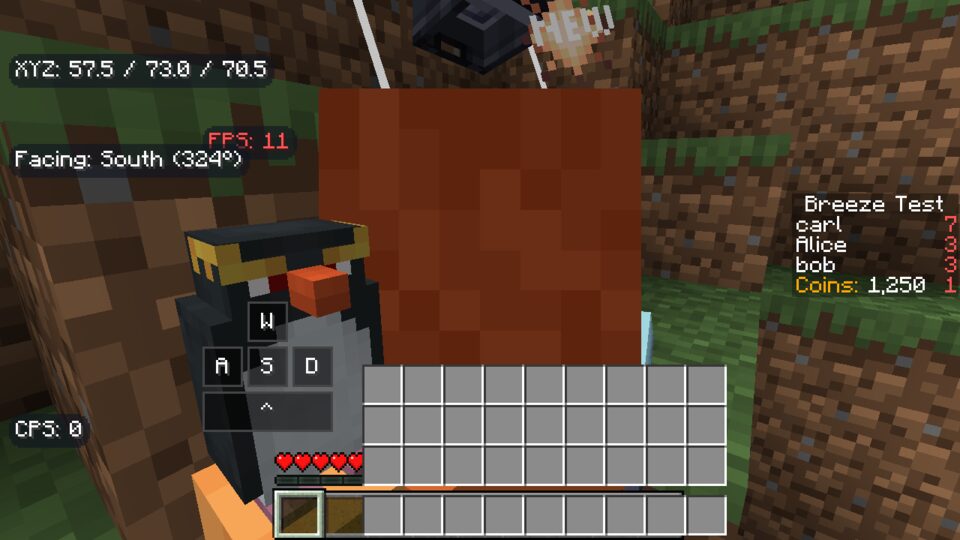 NEW!
XYZ: 57.5 / 73.0 / 70.5
FPS: 11
Facing: South (324°)
Breeze Test
carl 7
Alice 3
bob 3
Coins: 1,250 1
W
A S D
^
CPS: 0